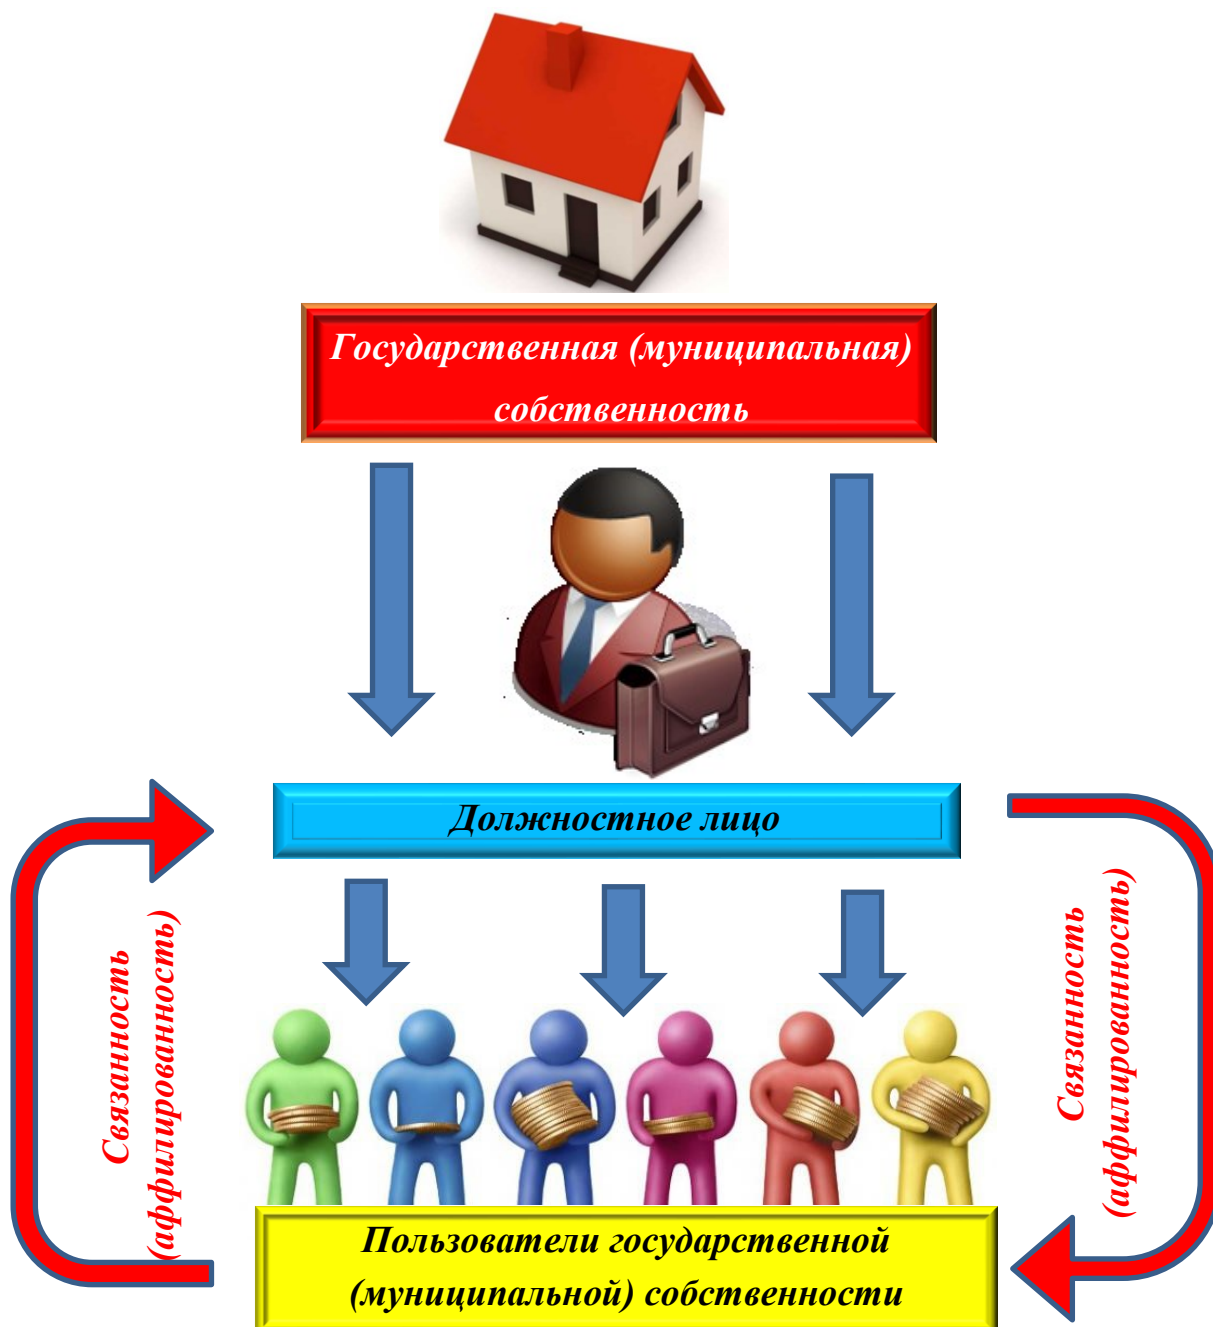 Государственная (муниципальная)
собственность
Должностное лицо
Связанность
(аффилированность)
Связанность
(аффилированность)
Пользователи государственной
(муниципальной) собственности